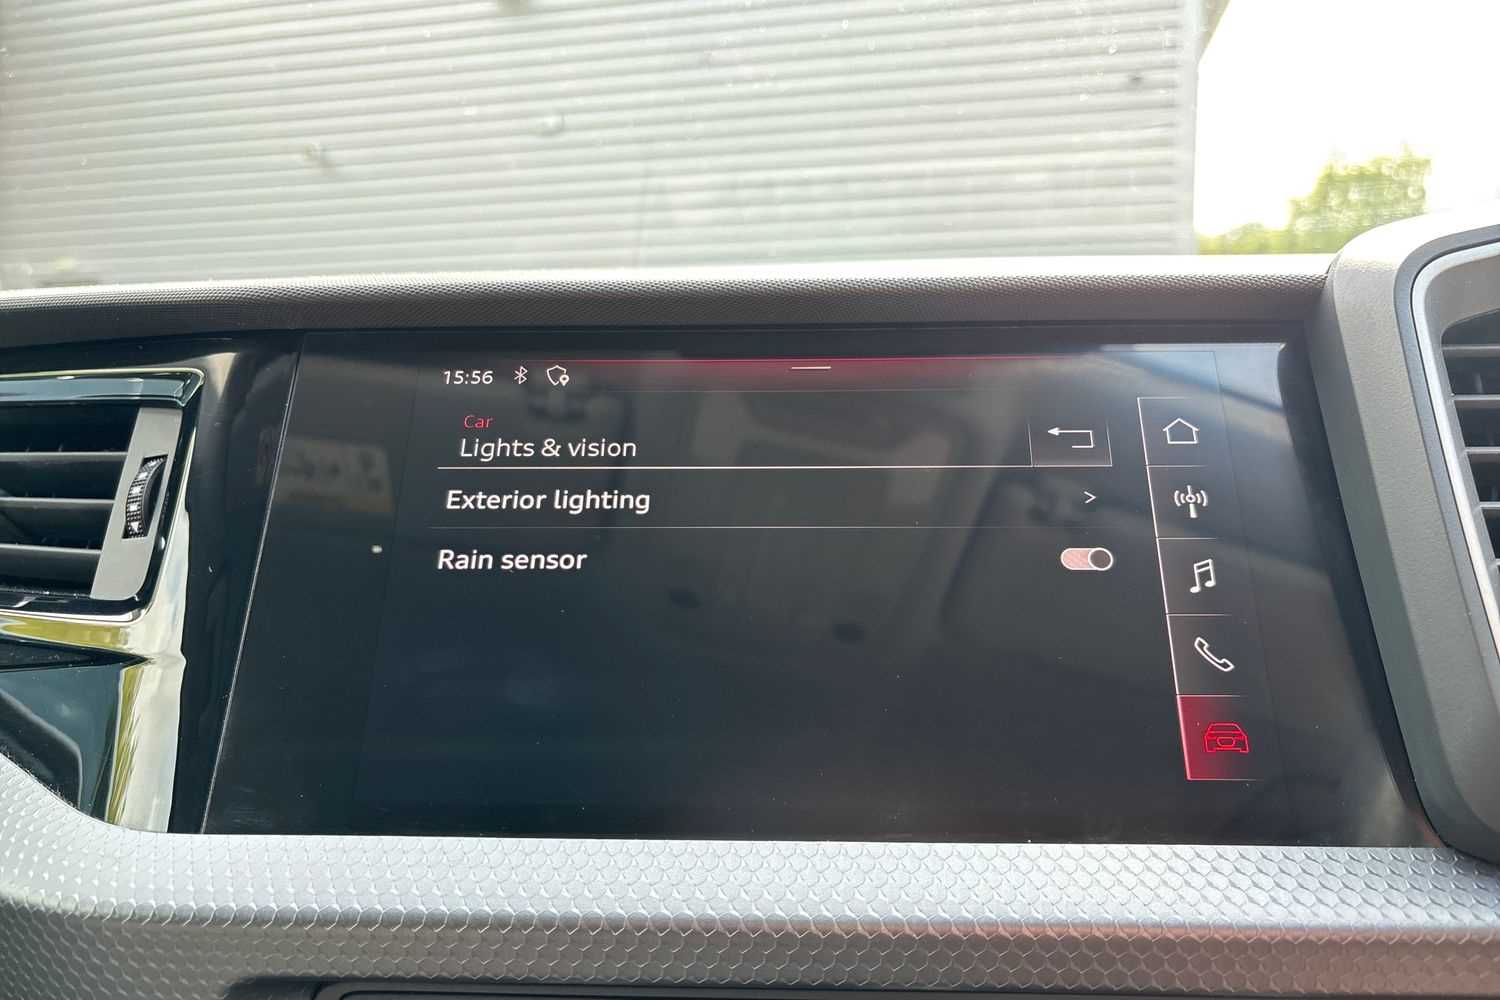 15:56
Car
Lights & vision
Exterior lighting
Rain sensor